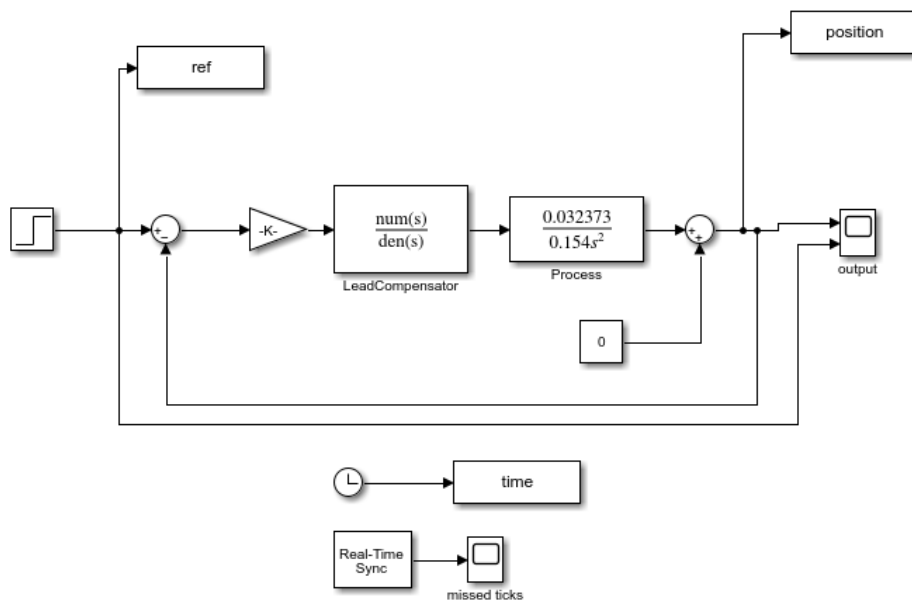 position
ref
+
−
-K-
num(s)
den(s)
LeadCompensator
0.032373
0.154s²
Process
+
+
output
0
time
Real-Time
Sync
missed ticks